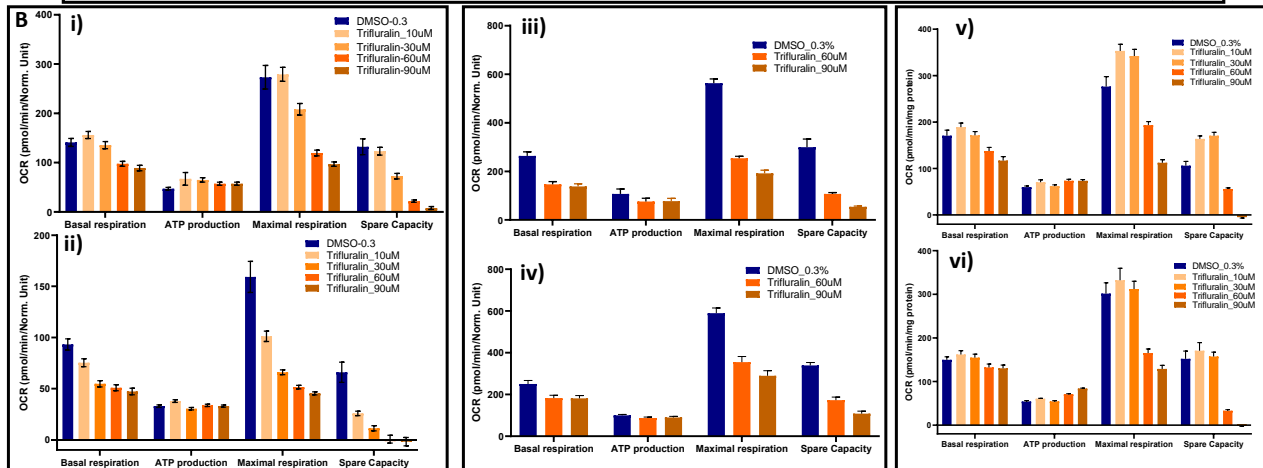 B
i)
OCR (pmol/min/Norm. Unit)
400
300
200
100
0
DMSO-0.3
Trifluralin_10uM
Trifluralin-30uM
Trifluralin-60uM
Trifluralin-90uM
Basal respiration ATP production Maximal respiration Spare Capacity
ii)
OCR (pmol/min/Norm. Unit)
200
150
100
50
0
DMSO-0.3
Trifluralin_10uM
Trifluralin_30uM
Trifluralin_60uM
Trifluralin_90uM
Basal respiration ATP production Maximal respiration Spare Capacity
iii)
OCR (pmol/min/Norm. Unit)
800
600
400
200
0
DMSO_0.3%
Trifluralin_60uM
Trifluralin_90uM
Basal respiration ATP production Maximal respiration Spare Capacity
iv)
OCR (pmol/min/Norm. Unit)
800
600
400
200
0
DMSO_0.3%
Trifluralin_60uM
Trifluralin_90uM
Basal respiration ATP production Maximal respiration Spare Capacity
v)
OCR (pmol/min/mg protein)
400
300
200
100
0
DMSO_0.3%
Trifluralin_10uM
Trifluralin_30uM
Trifluralin_60uM
Trifluralin_90uM
Basal respiration ATP production Maximal respiration Spare Capacity
vi)
OCR (pmol/min/mg protein)
400
300
200
100
0
DMSO_0.3%
Trifluralin_10uM
Trifluralin_30uM
Trifluralin_60uM
Trifluralin_90uM
Basal respiration ATP production Maximal respiration Spare Capacity